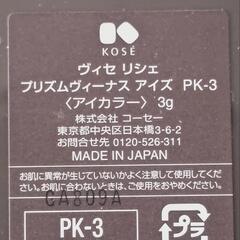 KOSÉ
ヴィセ リシェ
プリズムヴィーナス アイズ PK-3
〈アイカラー〉3g
株式会社 コーセー
東京都中央区日本橋3-6-2
お問合せ先 0120-526-311
MADE IN JAPAN
お肌に異常が生じていないかよく注意して使用してください。
お肌に合わないときは、ご使用をおやめください。
CA809A
PK-3
プラ